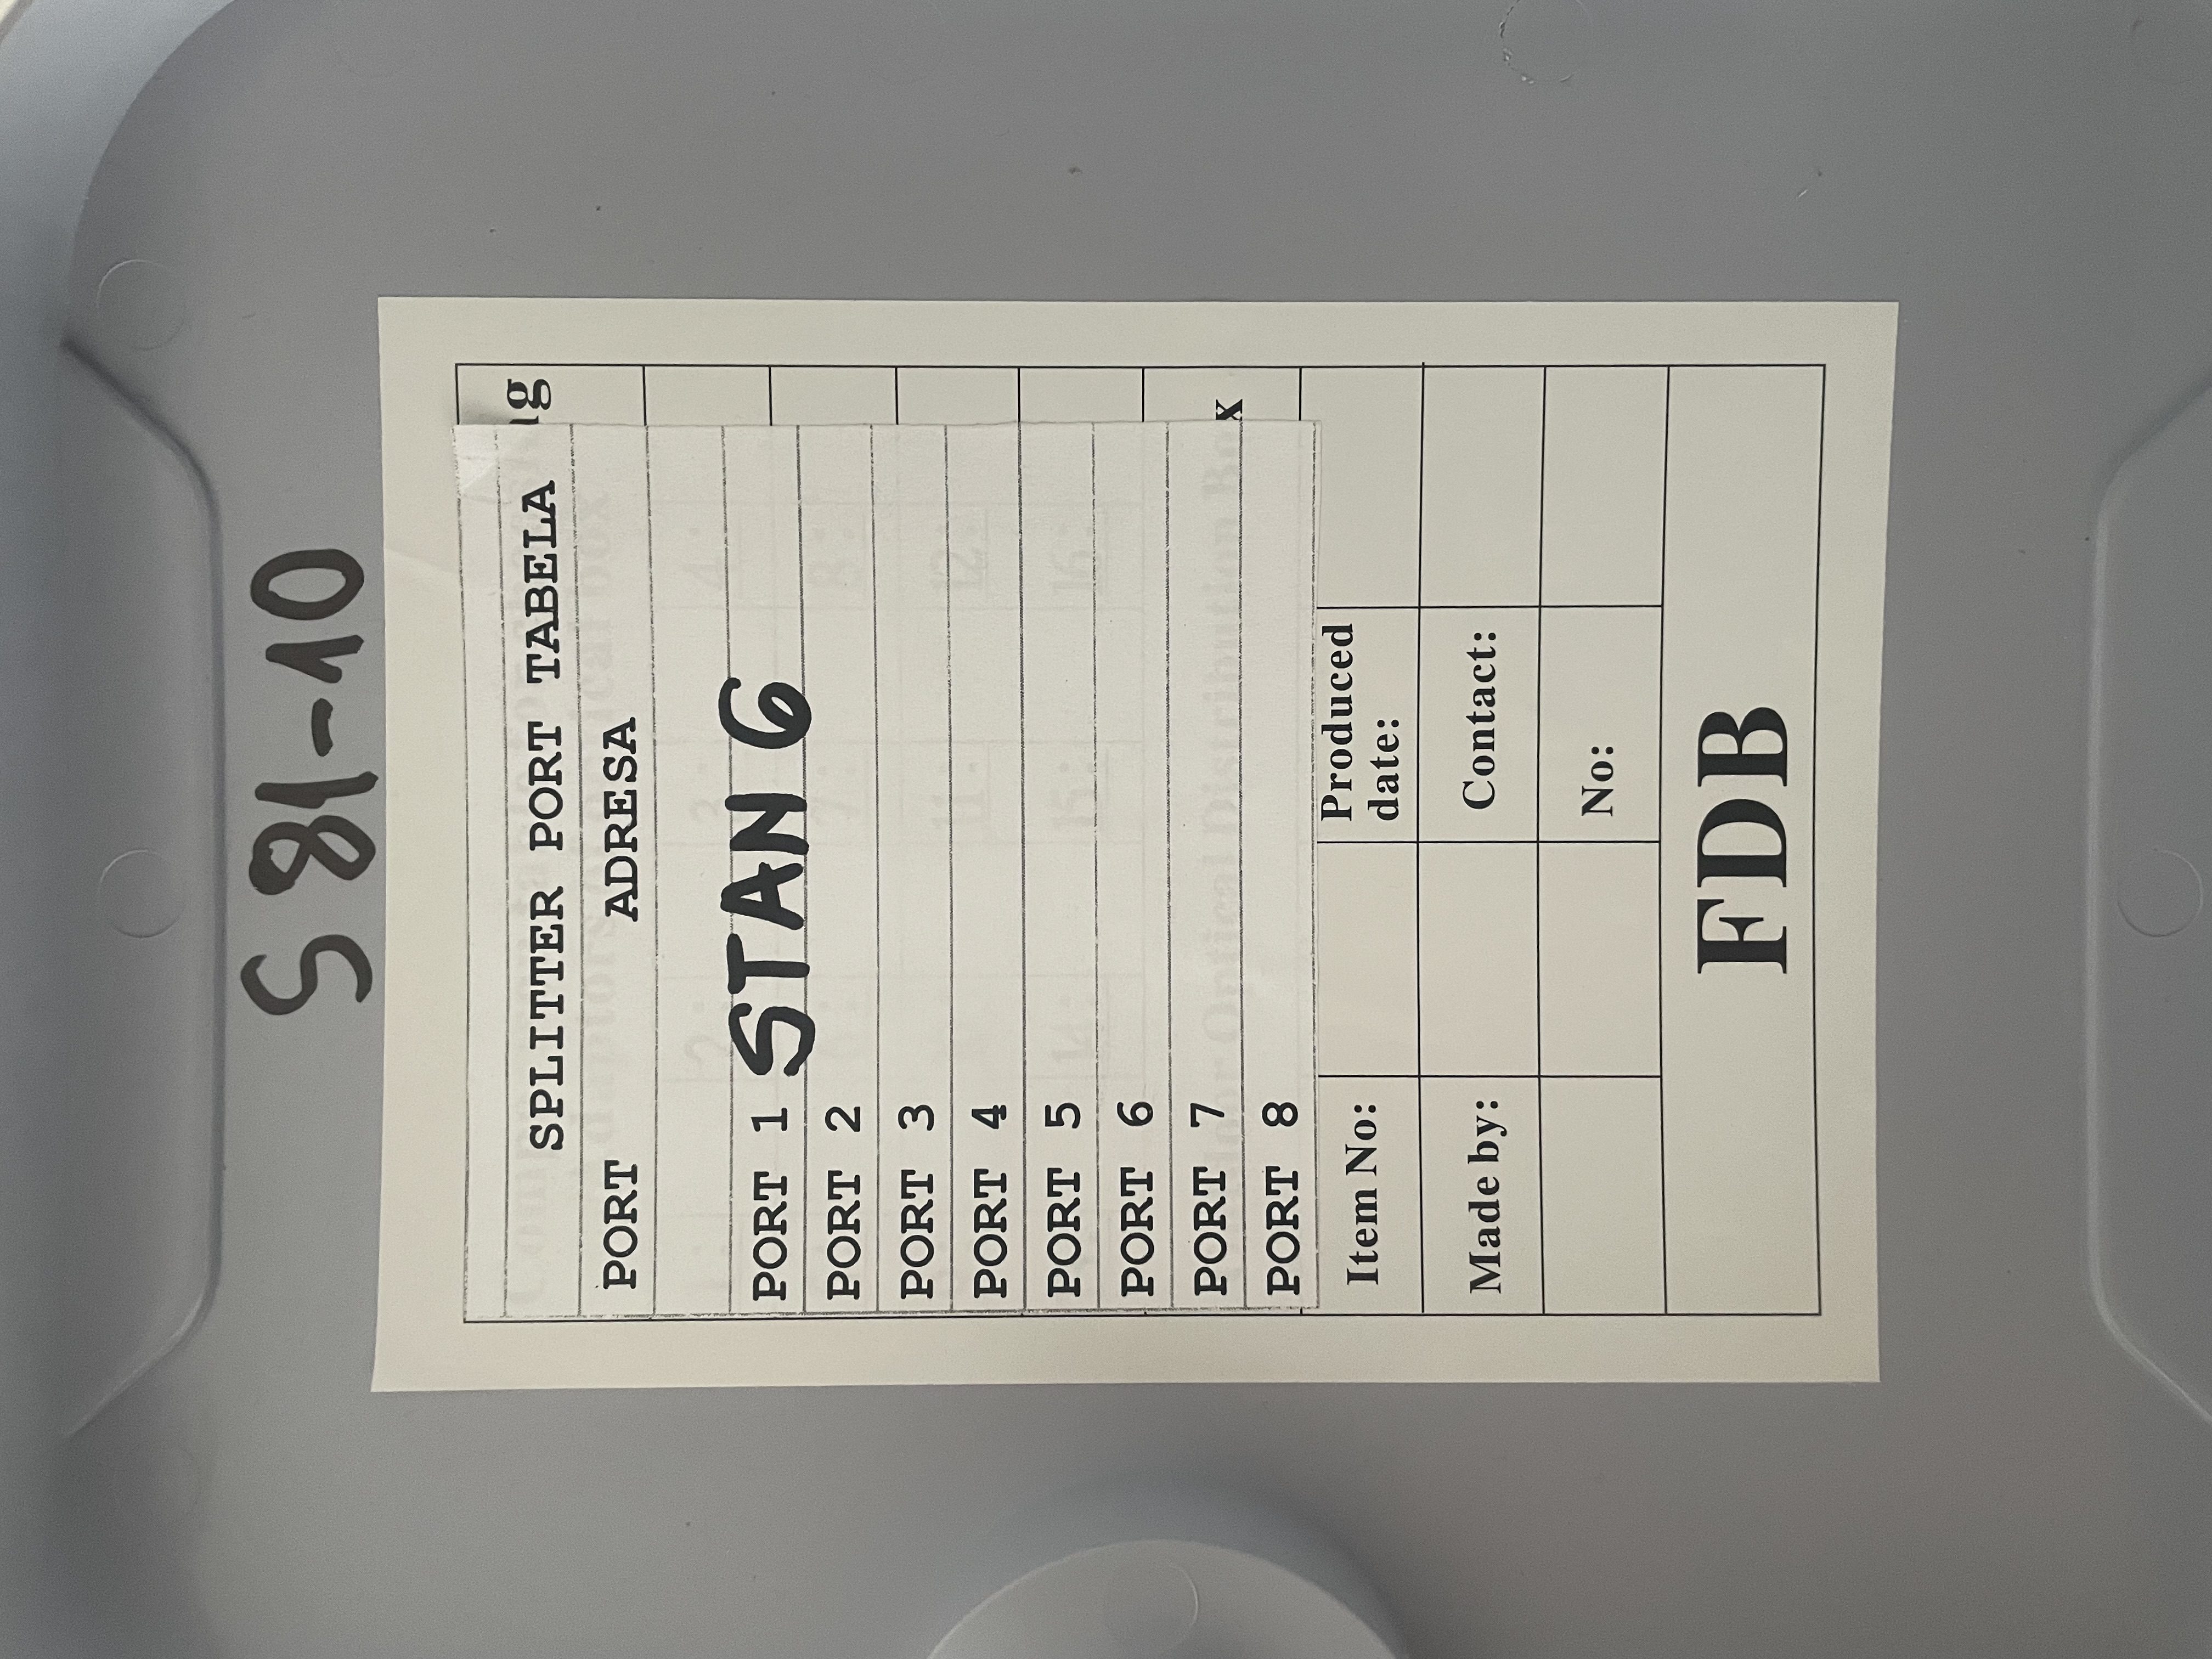 S 81-10
ng
SPLITTER PORT TABELA
PORT ADRESA
PORT 1 STAN 6
PORT 2
PORT 3
PORT 4
PORT 5
PORT 6
PORT 7
PORT 8
x
Item No: Produced date:
Made by: Contact:
No:
FDB